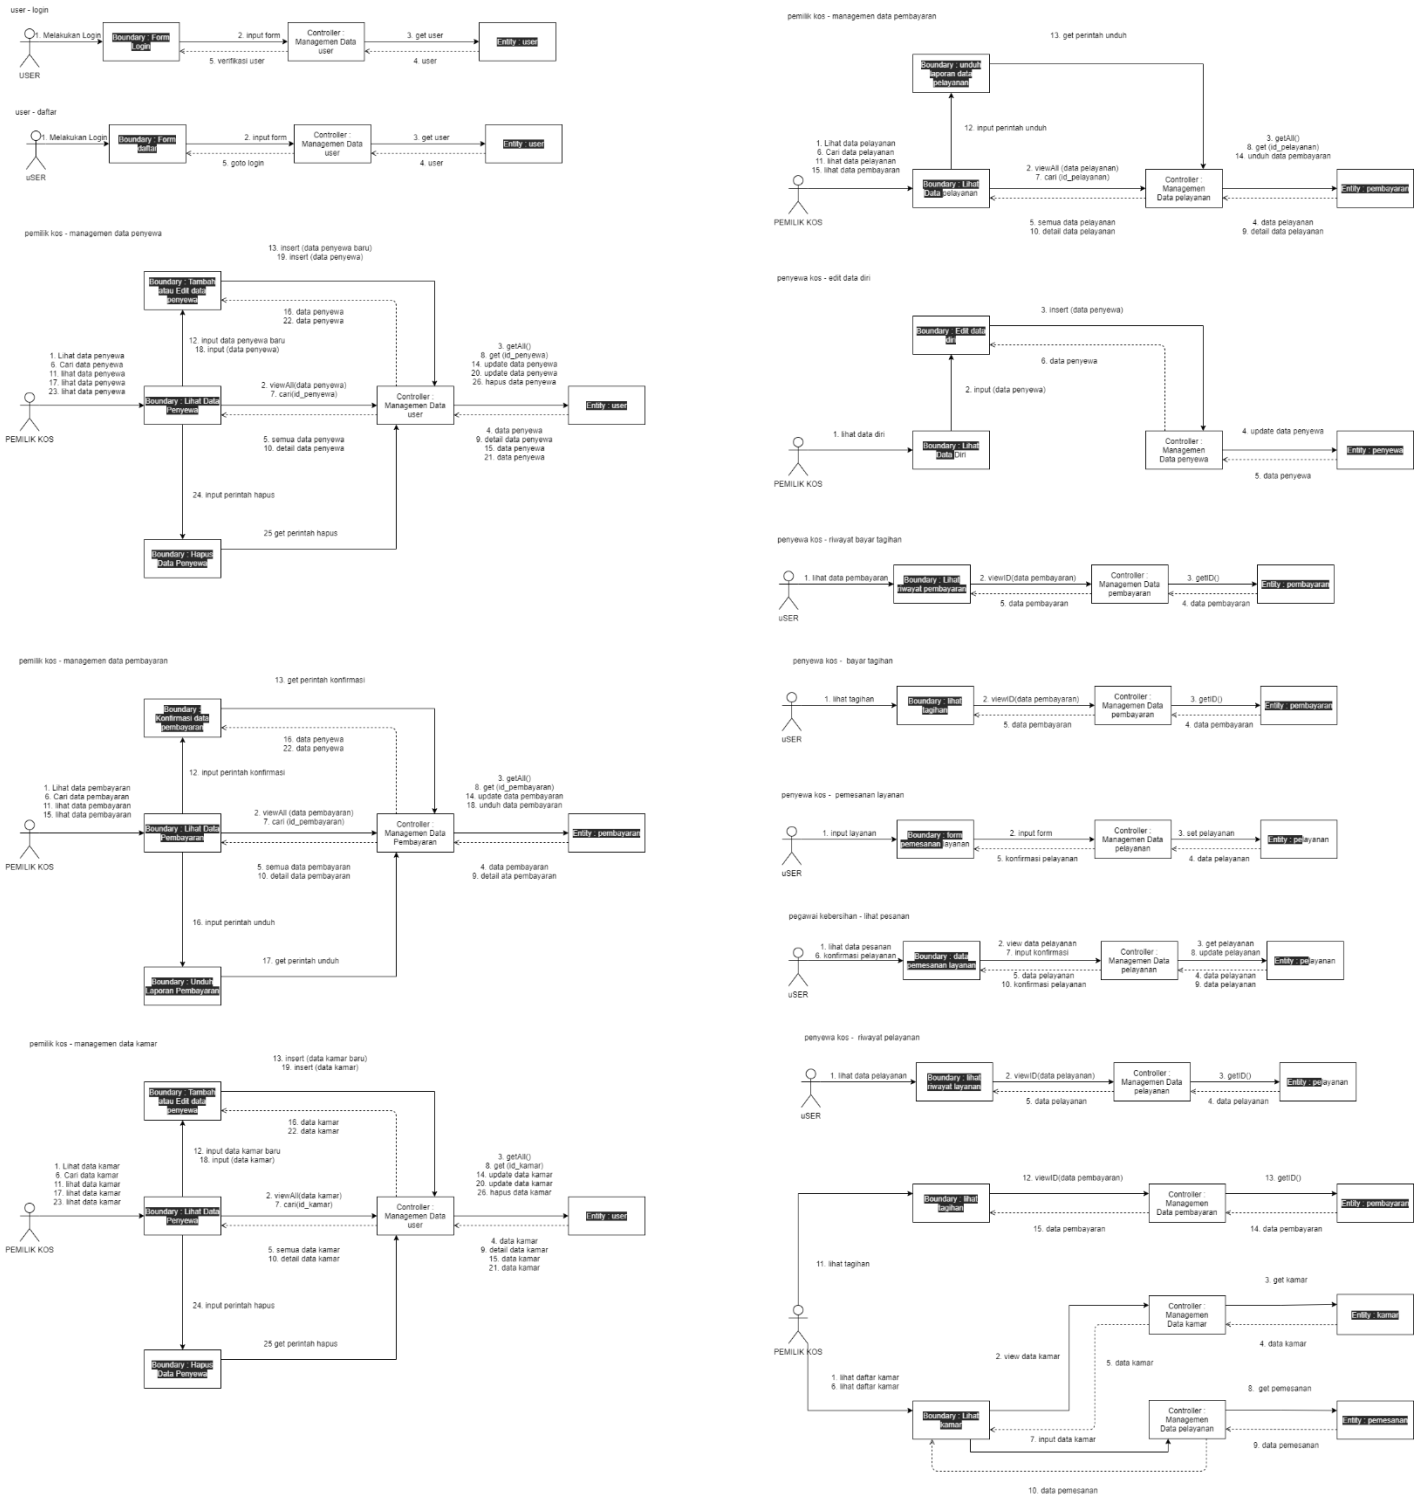 user - login
1. Melakukan Login
Boundary : Form
Login
2. input form
5. verifikasi user
Controller :
Managemen Data
user
3. get user
4. user
Entity : user
uSER
user - daftar
1. Melakukan Login
Boundary : Form
daftar
2. input form
5. goto login
Controller :
Managemen Data
user
3. get user
4. user
Entity : user
uSER
pemilik kos - managemen data penyewa
13. insert (data penyewa baru)
19. insert (data penyewa)
Boundary : Tambah
atau Edit data
penyewa
16. data penyewa
22. data penyewa
12. input data penyewa baru
18. input (data penyewa)
1. Lihat data penyewa
6. Cari data penyewa
11. lihat data penyewa
17. lihat data penyewa
23. lihat data penyewa
PEMILIK KOS
Boundary : Lihat Data
Penyewa
2. viewAll(data penyewa)
7. cari(id_penyewa)
5. semua data penyewa
10. detail data penyewa
Controller :
Managemen Data
user
3. getAll()
8. get (id_penyewa)
14. update data penyewa
20. update data penyewa
26. hapus data penyewa
4. data penyewa
9. detail data penyewa
15. data penyewa
21. data penyewa
Entity : user
24. input perintah hapus
25 get perintah hapus
Boundary : Hapus
Data Penyewa
pemilik kos - managemen data pembayaran
13. get perintah konfirmasi
Boundary :
Konfirmasi data
pembayaran
16. data penyewa
22. data penyewa
12. input perintah konfirmasi
1. Lihat data pembayaran
6. Cari data pembayaran
11. lihat data pembayaran
15. lihat data pembayaran
PEMILIK KOS
Boundary : Lihat Data
Pembayaran
2. viewAll (data pembayaran)
7. cari (id_pembayaran)
5. semua data pembayaran
10. detail data pembayaran
Controller :
Managemen Data
Pembayaran
3. getAll()
8. get (id_pembayaran)
14. update data pembayaran
18. unduh data pembayaran
4. data pembayaran
9. detail ata pembayaran
Entity : pembayaran
16. input perintah unduh
17. get perintah unduh
Boundary : Unduh
Laporan Pembayaran
pemilik kos - managemen data kamar
13. insert (data kamar baru)
19. insert (data kamar)
Boundary : Tambah
atau Edit data
penyewa
16. data kamar
22. data kamar
12. input data kamar baru
18. input (data kamar)
1. Lihat data kamar
6. Cari data kamar
11. lihat data kamar
17. lihat data kamar
23. lihat data kamar
PEMILIK KOS
Boundary : Lihat Data
Penyewa
2. viewAll(data kamar)
7. cari(id_kamar)
5. semua data kamar
10. detail data kamar
Controller :
Managemen Data
user
3. getAll()
8. get (id_kamar)
14. update data kamar
20. update data kamar
26. hapus data kamar
4. data kamar
9. detail data kamar
15. data kamar
21. data kamar
Entity : user
24. input perintah hapus
25 get perintah hapus
Boundary : Hapus
Data Penyewa
pemilik kos - managemen data pembayaran
13. get perintah unduh
Boundary : unduh
laporan data
pelayanan
12. input perintah unduh
1. Lihat data pelayanan
6. Cari data pelayanan
11. lihat data pelayanan
15. lihat data pembayaran
PEMILIK KOS
Boundary : Lihat
Data pelayanan
2. viewAll (data pelayanan)
7. cari (id_pelayanan)
5. semua data pelayanan
10. detail data pelayanan
Controller :
Managemen
Data pelayanan
3. getAll()
8. get (id_pelayanan)
14. unduh data pembayaran
4. data pelayanan
9. detail data pelayanan
Entity : pembayaran
penyewa kos - edit data diri
3. insert (data penyewa)
Boundary : Edit data
diri
6. data penyewa
2. input (data penyewa)
1. lihat data diri
PEMILIK KOS
Boundary : Lihat
Data Diri
Controller :
Managemen
Data penyewa
4. update data penyewa
5. data penyewa
Entity : penyewa
penyewa kos - riwayat bayar tagihan
1. lihat data pembayaran
uSER
Boundary : Lihat
riwayat pembayaran
2. viewID(data pembayaran)
5. data pembayaran
Controller :
Managemen Data
pembayaran
3. getID()
4. data pembayaran
Entity : pembayaran
penyewa kos - bayar tagihan
1. lihat tagihan
uSER
Boundary : lihat
tagihan
2. viewID(data pembayaran)
5. data pembayaran
Controller :
Managemen Data
pembayaran
3. getID()
4. data pembayaran
Entity : pembayaran
penyewa kos - pemesanan layanan
1. input layanan
uSER
Boundary : form
pemesanan layanan
2. input form
5. konfirmasi pelayanan
Controller :
Managemen Data
pelayanan
3. set pelayanan
4. data pelayanan
Entity : pelayanan
pegawai kebersihan - lihat pesanan
1. lihat data pesanan
6. konfirmasi pelayanan
uSER
Boundary : data
pemesanan layanan
2. view data pelayanan
7. input konfirmasi
5. data pelayanan
10. konfirmasi pelayanan
Controller :
Managemen Data
pelayanan
3. get pelayanan
8. update pelayanan
4. data pelayanan
9. data pelayanan
Entity : pelayanan
penyewa kos - riwayat pelayanan
1. lihat data pelayanan
uSER
Boundary : lihat
riwayat layanan
2. viewID(data pelayanan)
5. data pelayanan
Controller :
Managemen Data
pelayanan
3. getID()
4. data pelayanan
Entity : pelayanan
Boundary : lihat
tagihan
12. viewID(data pembayaran)
15. data pembayaran
Controller :
Managemen
Data pembayaran
13. getID()
14. data pembayaran
Entity : pembayaran
11. lihat tagihan
PEMILIK KOS
3. get kamar
Controller :
Managemen
Data kamar
Entity : kamar
4. data kamar
2. view data kamar
5. data kamar
1. lihat daftar kamar
6. lihat daftar kamar
Boundary : Lihat
kamar
7. input data kamar
Controller :
Managemen
Data pelayanan
8. get pemesanan
9. data pemesanan
Entity : pemesanan
10. data pemesanan